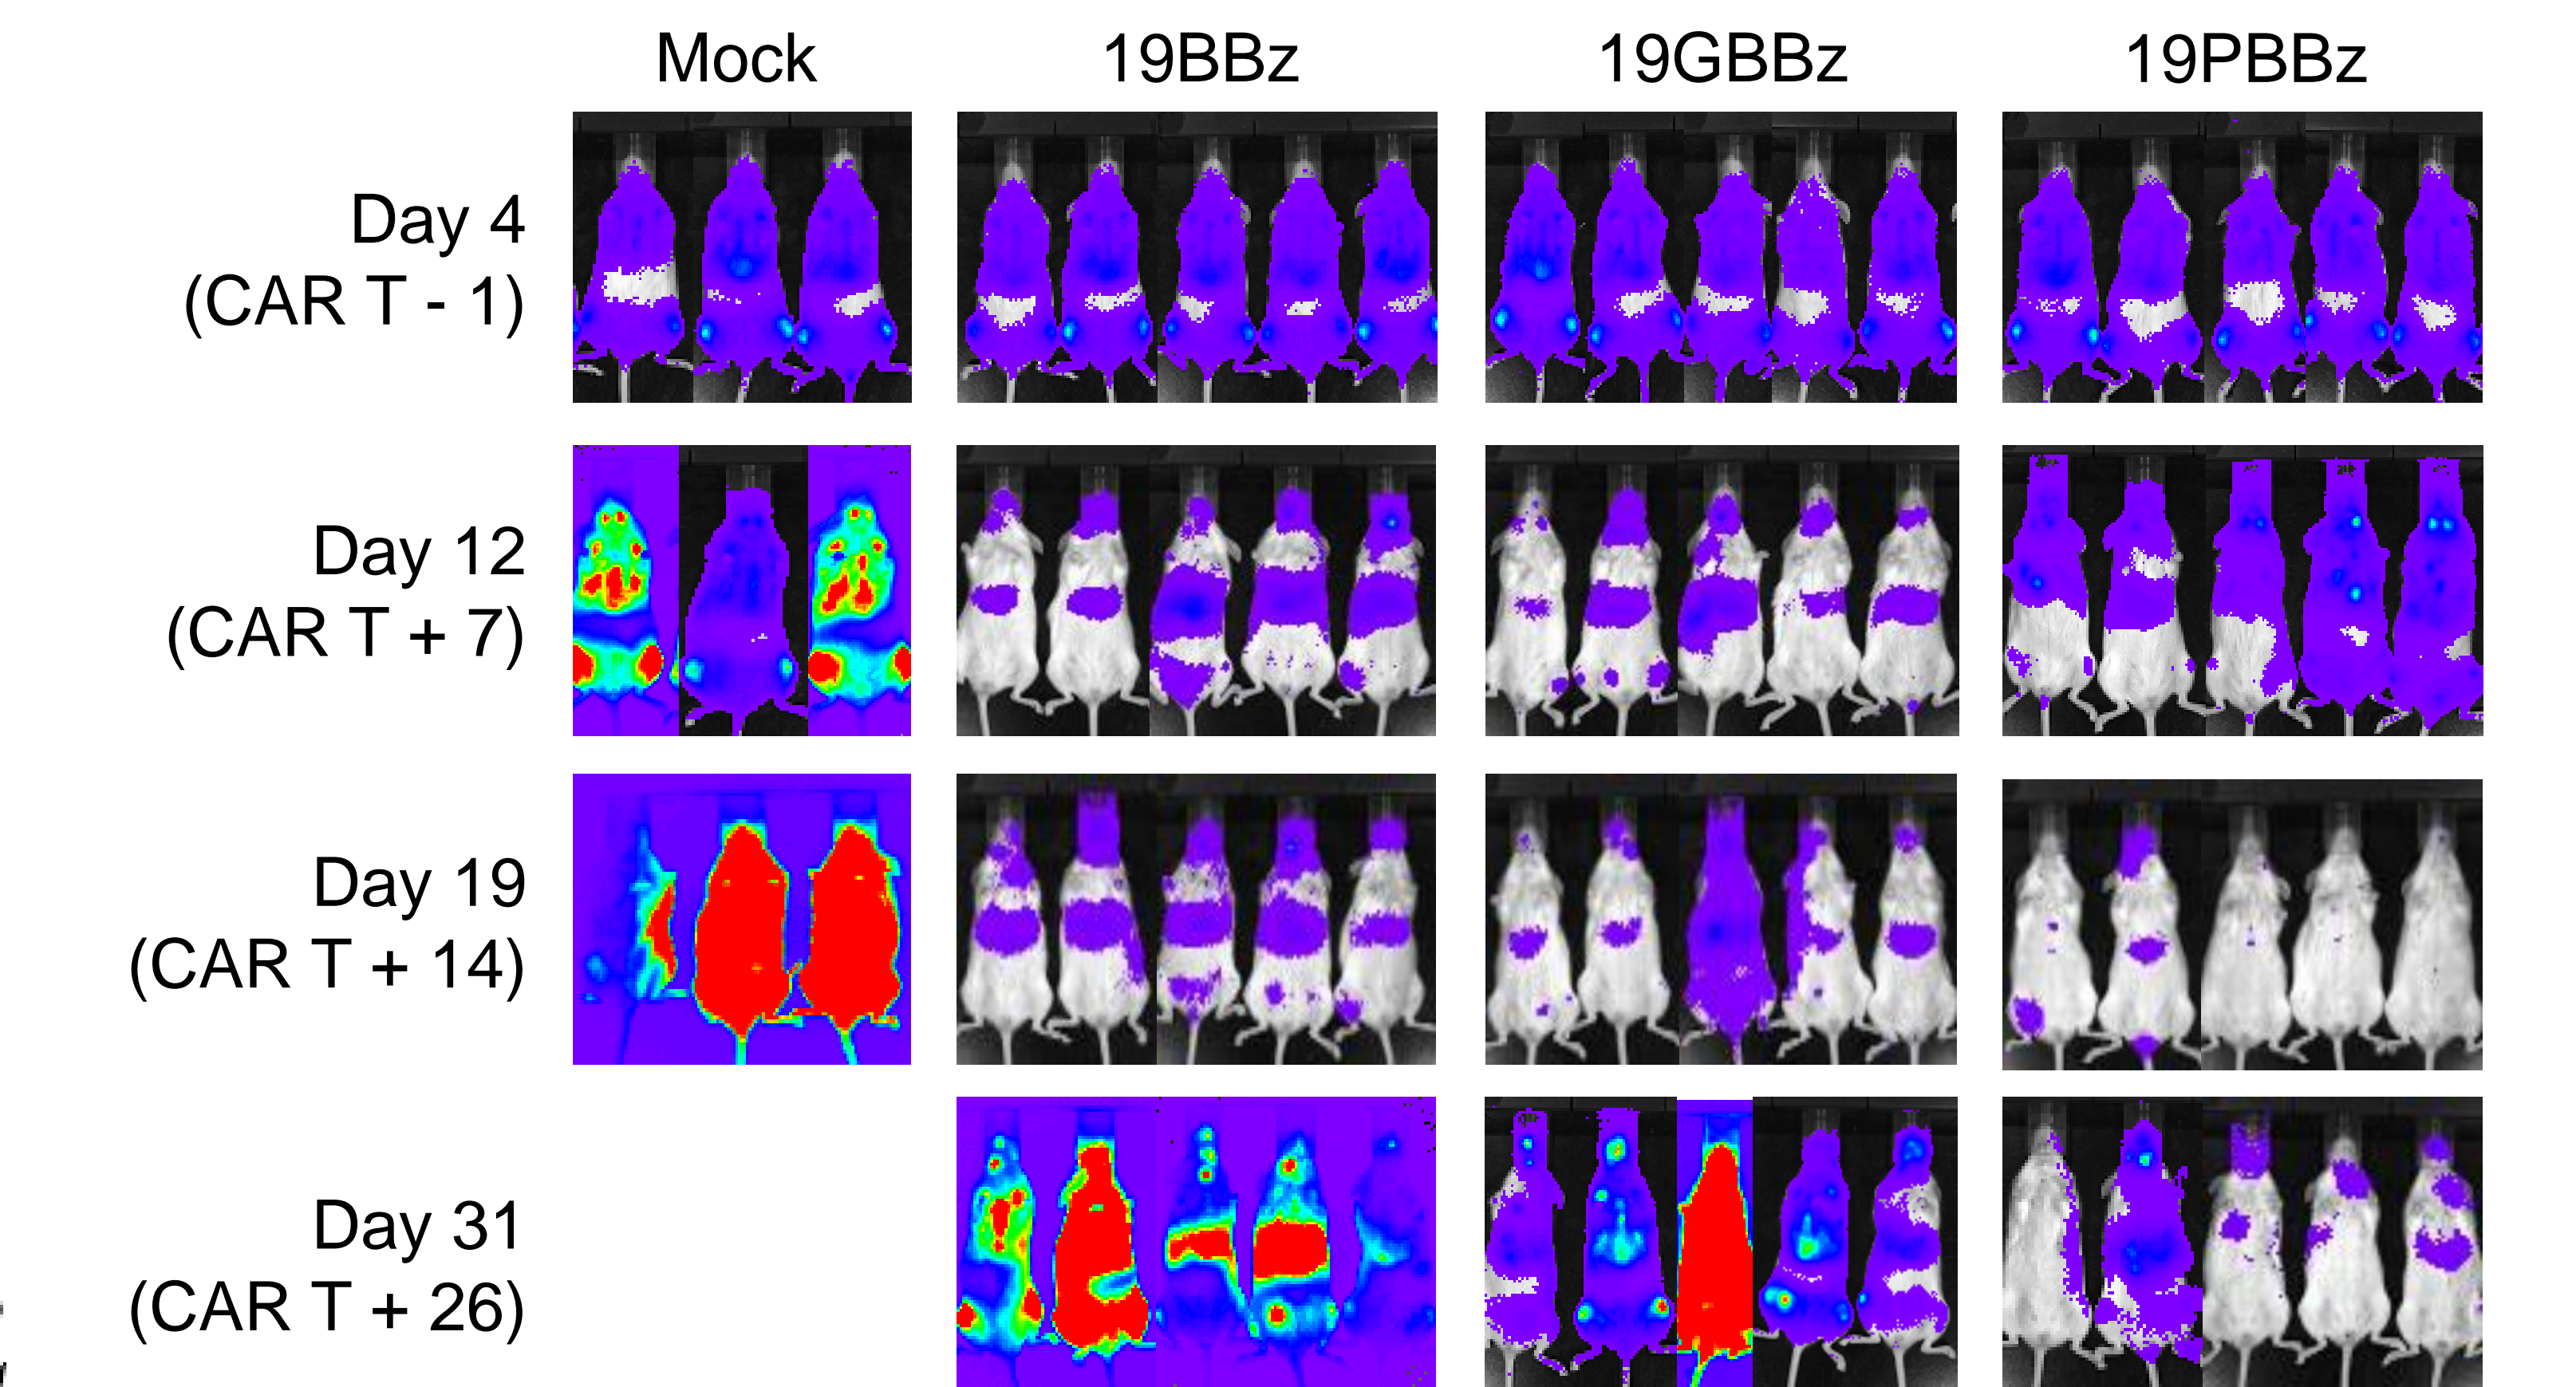 Mock 19BBz 19GBBz 19PBBz
Day 4
(CAR T - 1)
Day 12
(CAR T + 7)
Day 19
(CAR T + 14)
Day 31
(CAR T + 26)